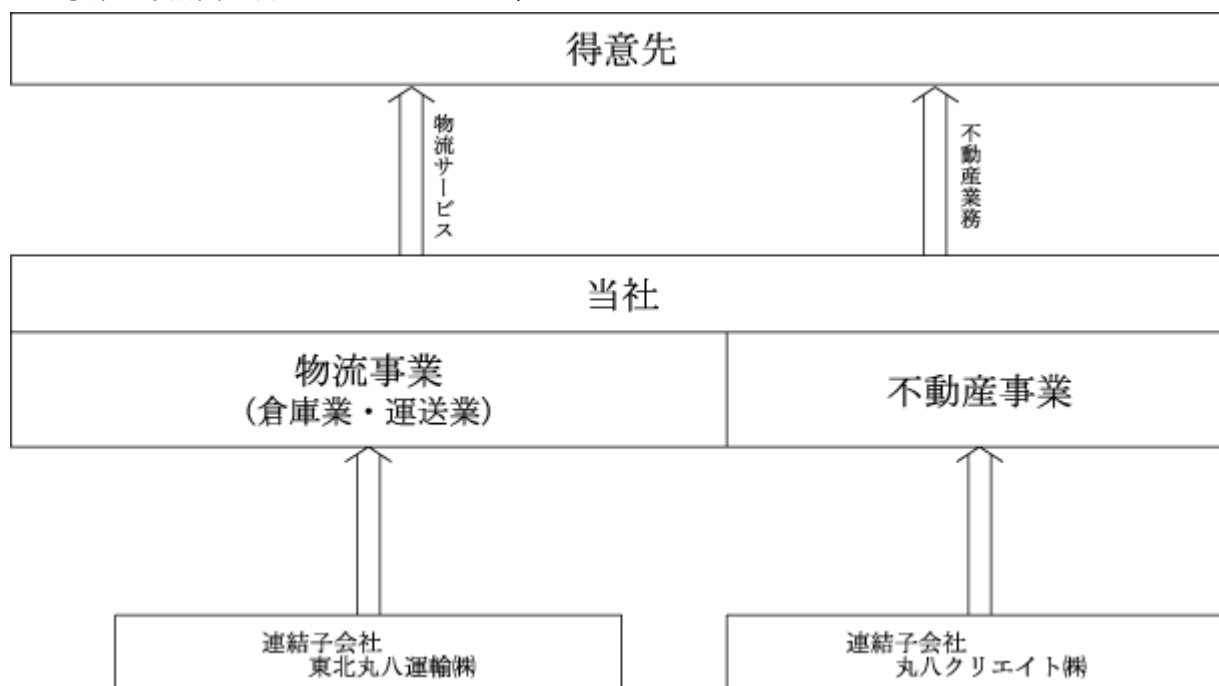 得意先
物流サービス
不動産業務
当社
物流事業
(倉庫業・運送業)
不動産事業
連結子会社
東北丸八運輸㈱
連結子会社
丸八クリエイト㈱